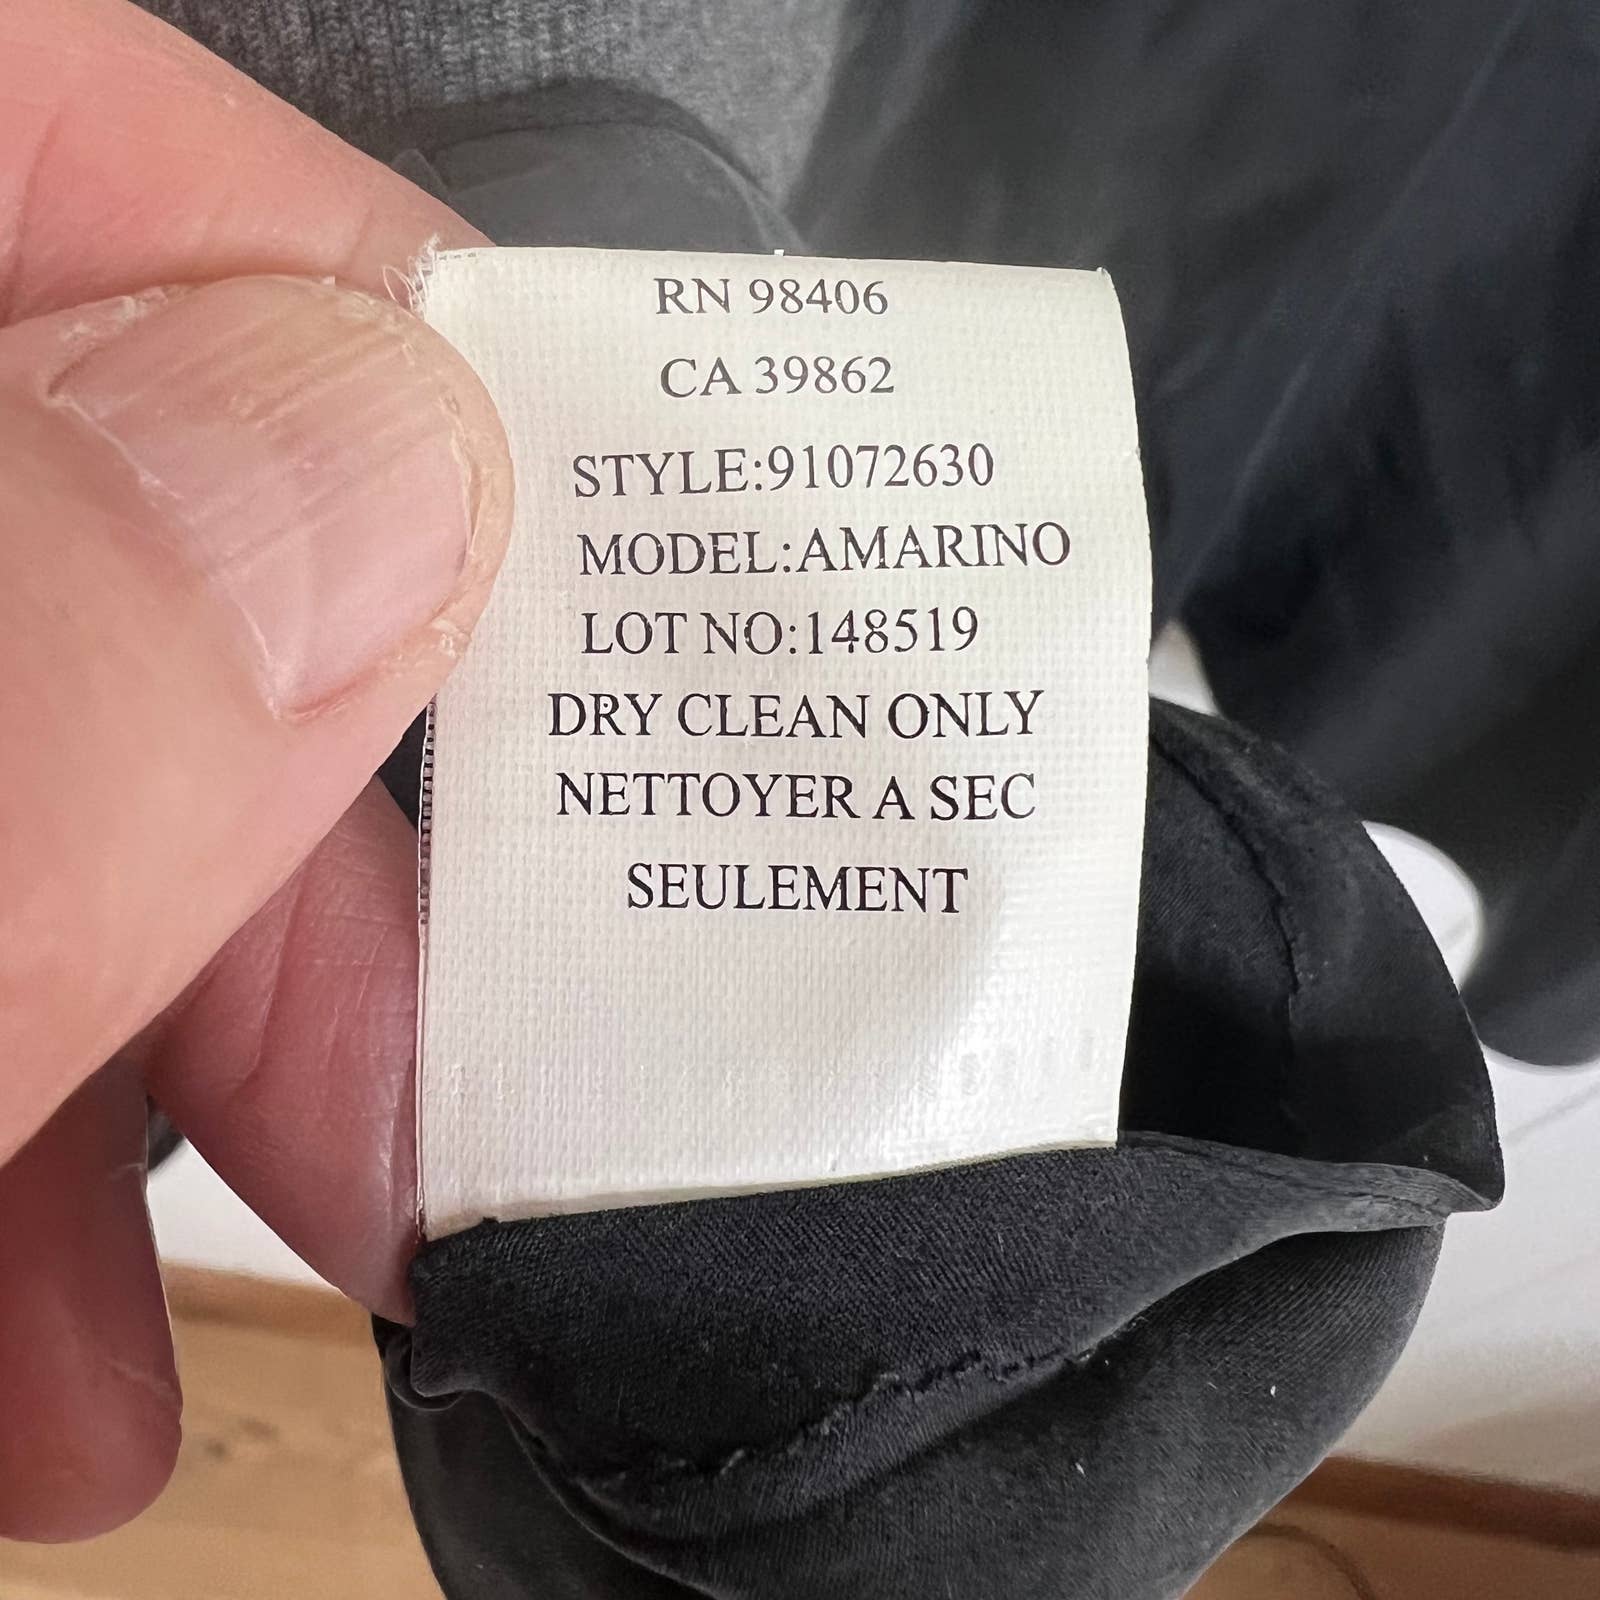 RN 98406
CA 39862
STYLE:91072630
MODEL:AMARINO
LOT NO:148519
DRY CLEAN ONLY
NETTOYER A SEC
SEULEMENT